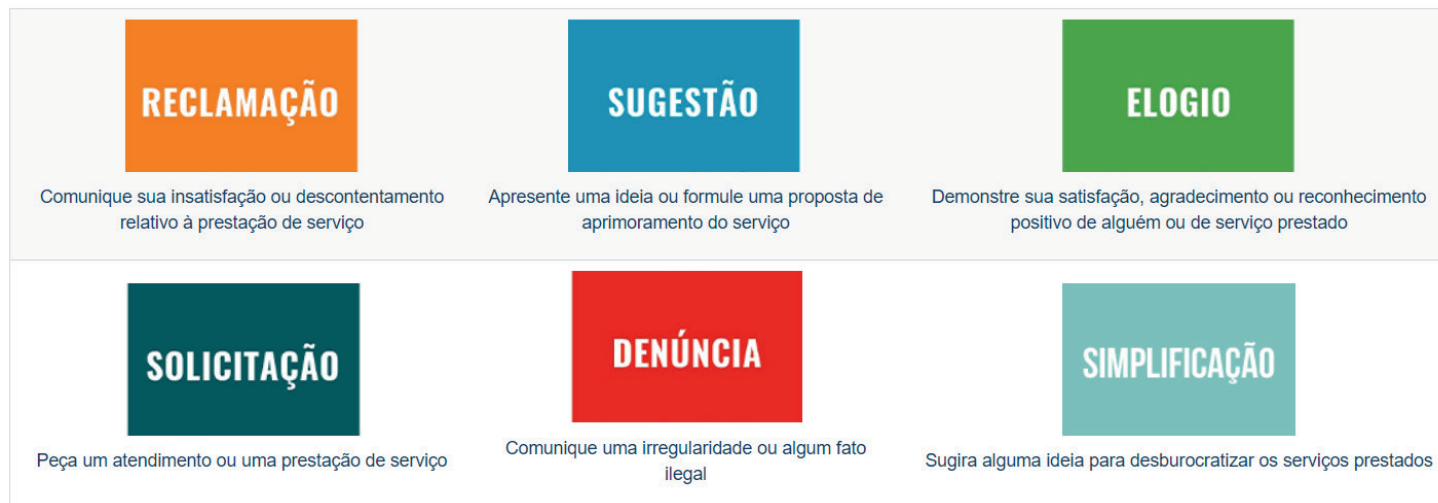 RECLAMAÇÃO
Comunique sua insatisfação ou descontentamento
relativo à prestação de serviço
SUGESTÃO
Apresente uma ideia ou formule uma proposta de
aprimoramento do serviço
ELOGIO
Demonstre sua satisfação, agradecimento ou reconhecimento
positivo de alguém ou de serviço prestado
SOLICITAÇÃO
Peça um atendimento ou uma prestação de serviço
DENÚNCIA
Comunique uma irregularidade ou algum fato
ilegal
SIMPLIFICAÇÃO
Sugira alguma ideia para desburocratizar os serviços prestados